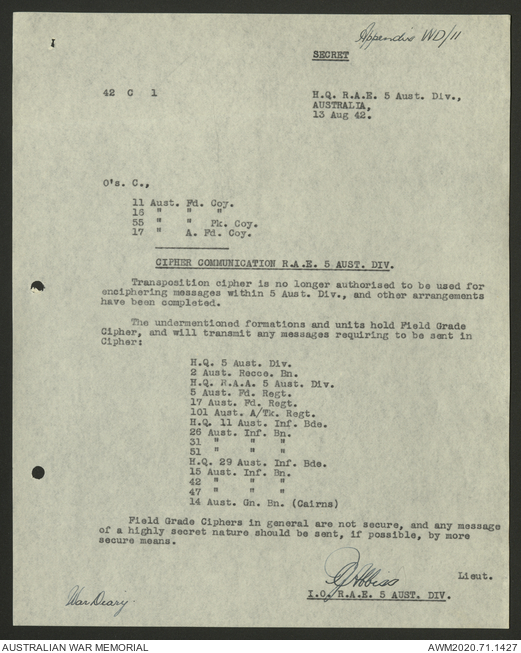 Appendix WD/11
SECRET
42 C 1
H.Q. R.A.E. 5 Aust. Div.,
AUSTRALIA,
13 Aug 42.
O's. C.,
11 Aust. Fd. Coy.
16 " " "
55 " " Pk. Coy.
17 " A. Fd. Coy.
CIPHER COMMUNICATION R.A.E. 5 AUST. DIV.
Transposition cipher is no longer authorised to be used for
enciphering messages within 5 Aust. Div., and other arrangements
have been completed.
The undermentioned formations and units hold Field Grade
Cipher, and will transmit any messages requiring to be sent in
Cipher:
H.Q. 5 Aust. Div.
2 Aust. Recce. Bn.
H.Q. R.A.A. 5 Aust. Div.
5 Aust. Fd. Regt.
17 Aust. Fd. Regt.
101 Aust. A/Tk. Regt.
H.Q. 11 Aust. Inf. Bde.
26 Aust. Inf. Bn.
31 " " "
51 " " "
H.Q. 29 Aust. Inf. Bde.
15 Aust. Inf. Bn.
42 " " "
47 " " "
14 Aust. Gn. Bn. (Cairns)
Field Grade Ciphers in general are not secure, and any message
of a highly secret nature should be sent, if possible, by more
secure means.
Lieut.
I.O. R.A.E. 5 AUST. DIV.
War Deary.
AUSTRALIAN WAR MEMORIAL
AWM2020.71.1427